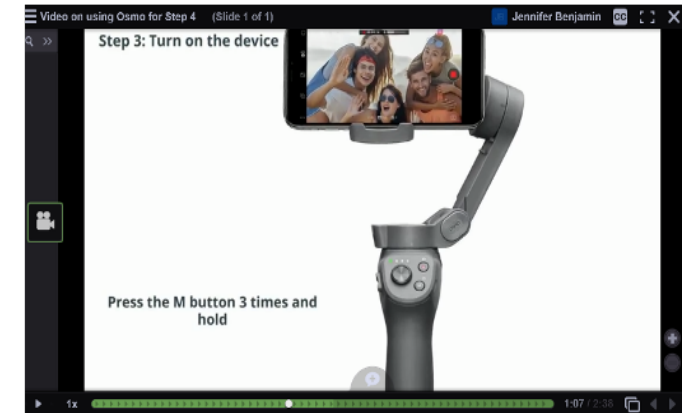 Video on using Osmo for Step 4 (Slide 1 of 1)
Jennifer Benjamin CC
Step 3: Turn on the device
Press the M button 3 times and
hold
1x 1:07 / 2:38